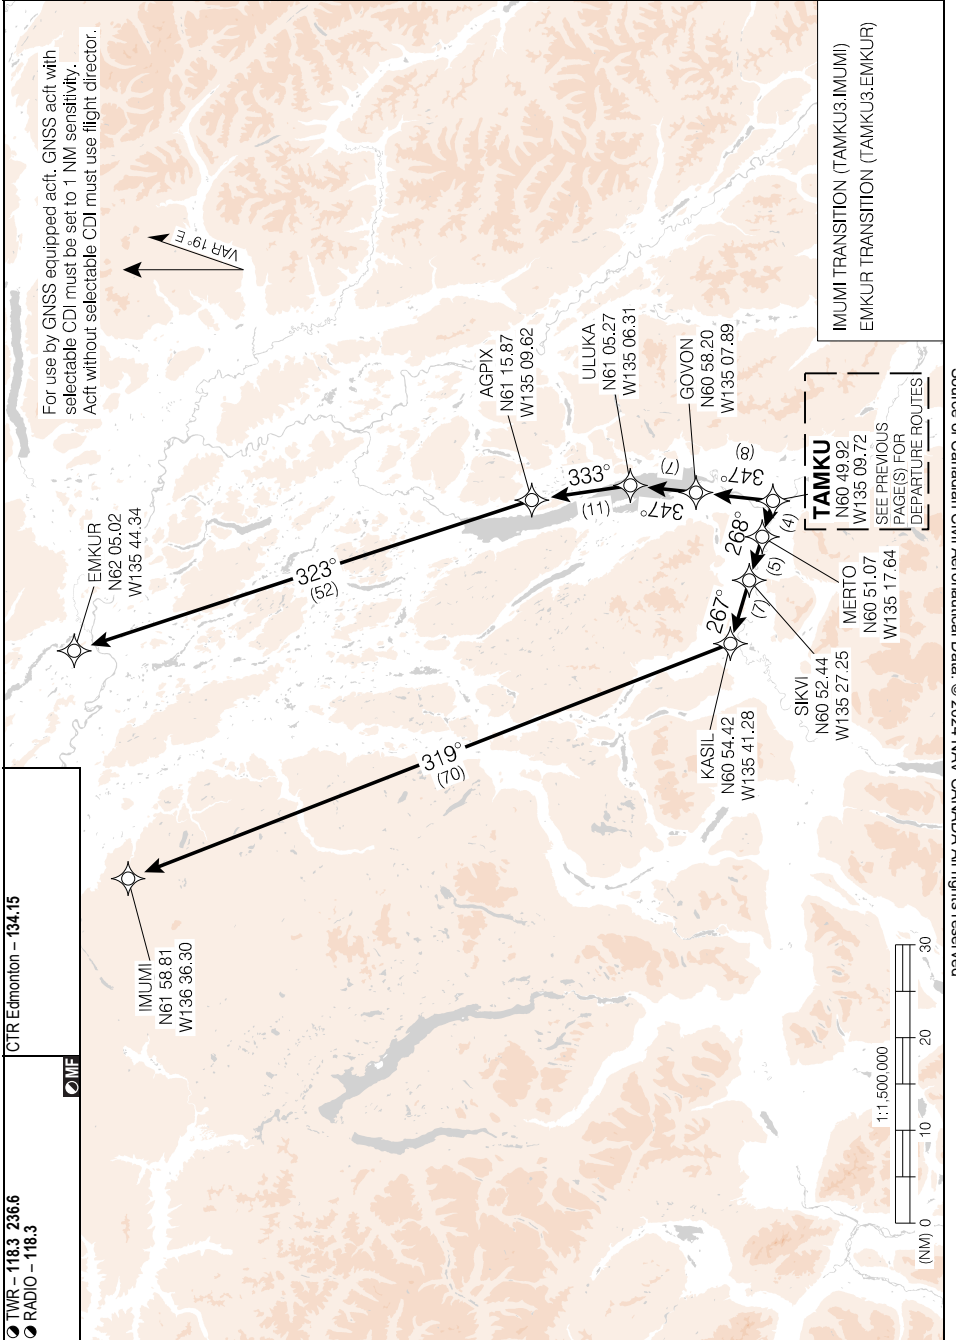 TWR – 118.3 236.6
RADIO – 118.3
MF
CTR Edmonton – 134.15
For use by GNSS equipped acft. GNSS acft with
selectable CDI must be set to 1 NM sensitivity.
Acft without selectable CDI must use flight director.
VAR 19° E
EMKUR
N62 05.02
W135 44.34
323°
(52)
AGPIX
N61 15.87
W135 09.62
333°
(11)
ULUKA
N61 05.27
W135 06.31
347°
(7)
GOVON
N60 58.20
W135 07.89
347°
(8)
TAMKU
N60 49.92
W135 09.72
SEE PREVIOUS
PAGE(S) FOR
DEPARTURE ROUTES
(4)
268°
MERTO
N60 51.07
W135 17.64
(5)
SIKVI
N60 52.44
W135 27.25
267°
(7)
KASIL
N60 54.42
W135 41.28
319°
(70)
IMUMI
N61 58.81
W136 36.30
IMUMI TRANSITION (TAMKU3.IMUMI)
EMKUR TRANSITION (TAMKU3.EMKUR)
1:1,500,000
(NM) 0 10 20 30